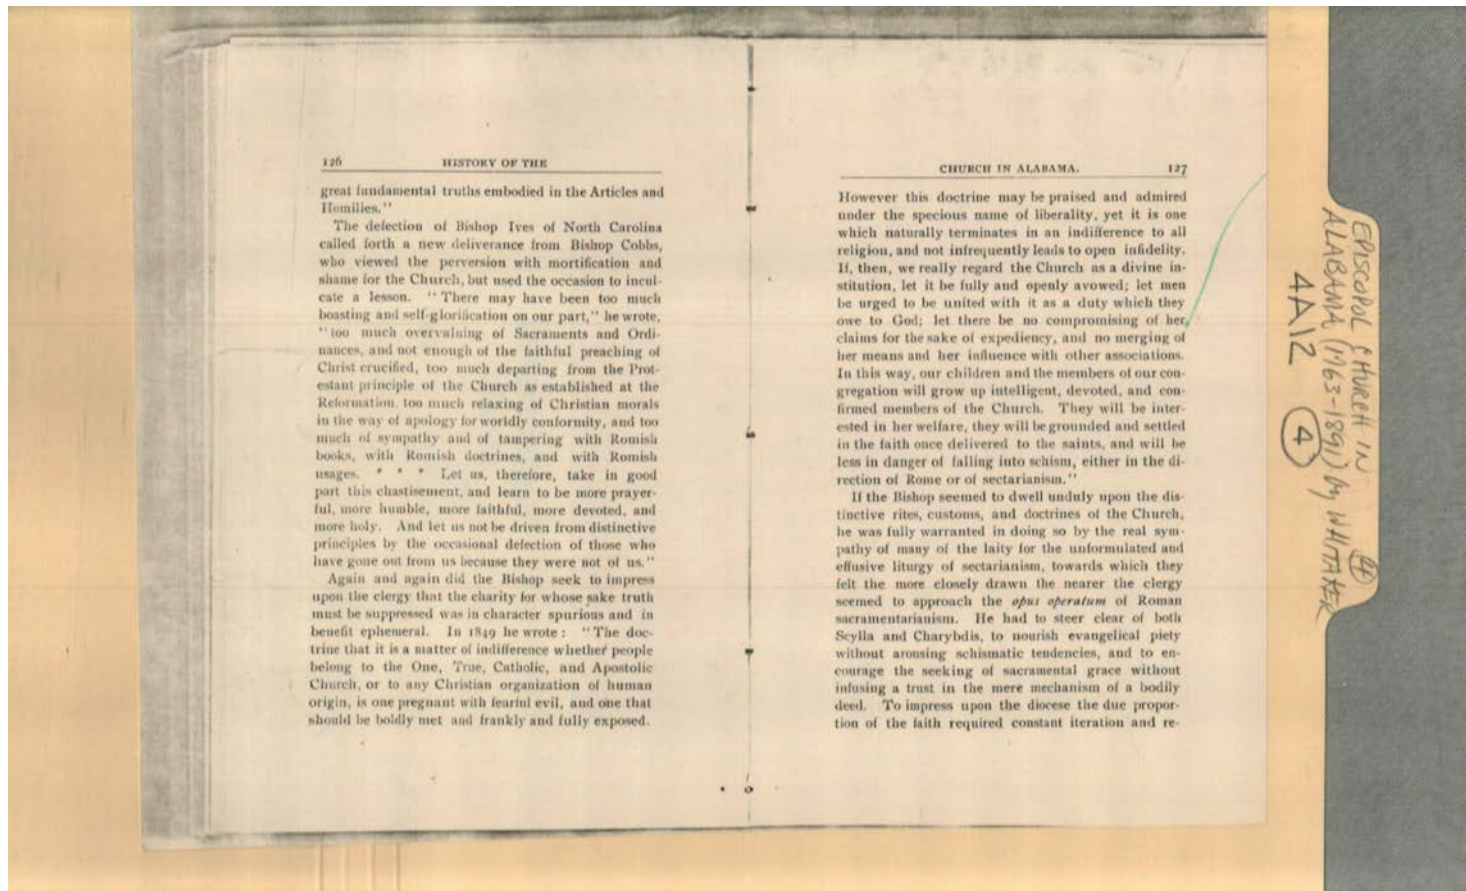 126 HISTORY OF THE
great fundamental truths embodied in the Articles and
Homilies."
The defection of Bishop Ives of North Carolina
called forth a new deliverance from Bishop Cobbs,
who viewed the perversion with mortification and
shame for the Church, but used the occasion to incul-
cate a lesson. "There may have been too much
boasting and self-glorification on our part," he wrote,
"too much overvaluing of Sacraments and Ordi-
nances, and not enough of the faithful preaching of
Christ crucified, too much departing from the Prot-
estant principle of the Church as established at the
Reformation, too much relaxing of Christian morals
in the way of apology for worldly conformity, and too
much of sympathy and of tampering with Romish
books, with Romish doctrines, and with Romish
usages. * * * Let us, therefore, take in good
part this chastisement, and learn to be more prayer-
ful, more humble, more faithful, more devoted, and
more holy. And let us not be driven from distinctive
principles by the occasional defection of those who
have gone out from us because they were not of us."
Again and again did the Bishop seek to impress
upon the clergy that the charity for whose sake truth
must be suppressed was in character spurious and in
benefit ephemeral. In 1849 he wrote: "The doc-
trine that it is a matter of indifference whether people
belong to the One, True, Catholic, and Apostolic
Church, or to any Christian organization of human
origin, is one pregnant with fearful evil, and one that
should be boldly met and frankly and fully exposed.
CHURCH IN ALABAMA. 127
However this doctrine may be praised and admired
under the specious name of liberality, yet it is one
which naturally terminates in an indifference to all
religion, and not infrequently leads to open infidelity.
If, then, we really regard the Church as a divine in-
stitution, let it be fully and openly avowed; let men
be urged to be united with it as a duty which they
owe to God; let there be no compromising of her
claims for the sake of expediency, and no merging of
her means and her influence with other associations.
In this way, our children and the members of our con-
gregation will grow up intelligent, devoted, and con-
firmed members of the Church. They will be inter-
ested in her welfare, they will be grounded and settled
in the faith once delivered to the saints, and will be
less in danger of falling into schism, either in the di-
rection of Rome or of sectarianism."
If the Bishop seemed to dwell unduly upon the dis-
tinctive rites, customs, and doctrines of the Church,
he was fully warranted in doing so by the real sym-
pathy of many of the laity for the unformulated and
effusive liturgy of sectarianism, towards which they
felt the more closely drawn the nearer the clergy
seemed to approach the opus operatum of Roman
sacramentarianism. He had to steer clear of both
Scylla and Charybdis, to nourish evangelical piety
without arousing schismatic tendencies, and to en-
courage the seeking of sacramental grace without
infusing a trust in the mere mechanism of a bodily
deed. To impress upon the diocese the due propor-
tion of the faith required constant iteration and re-
EPISCOPOL CHURCH IN
ALABAMA (1763-1891) by WHITAKER
4A12 4